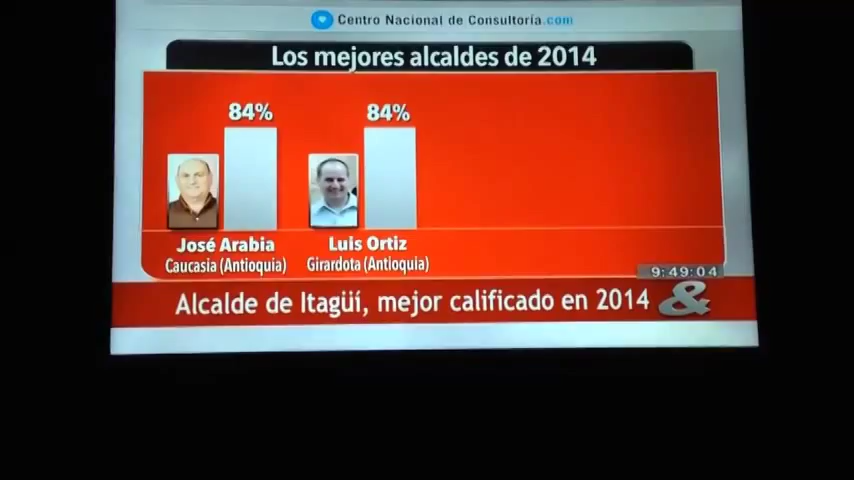 Centro Nacional de Consultoría.com
Los mejores alcaldes de 2014
84% 84%
José Arabia Luis Ortiz
Caucasia (Antioquia) Girardota (Antioquia)
9:49:04
Alcalde de Itagüí, mejor calificado en 2014 &